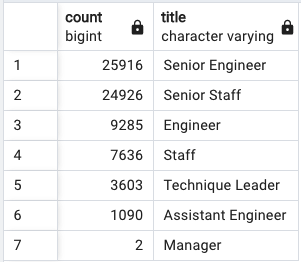 count title
bigint character varying
1 25916 Senior Engineer
2 24926 Senior Staff
3 9285 Engineer
4 7636 Staff
5 3603 Technique Leader
6 1090 Assistant Engineer
7 2 Manager